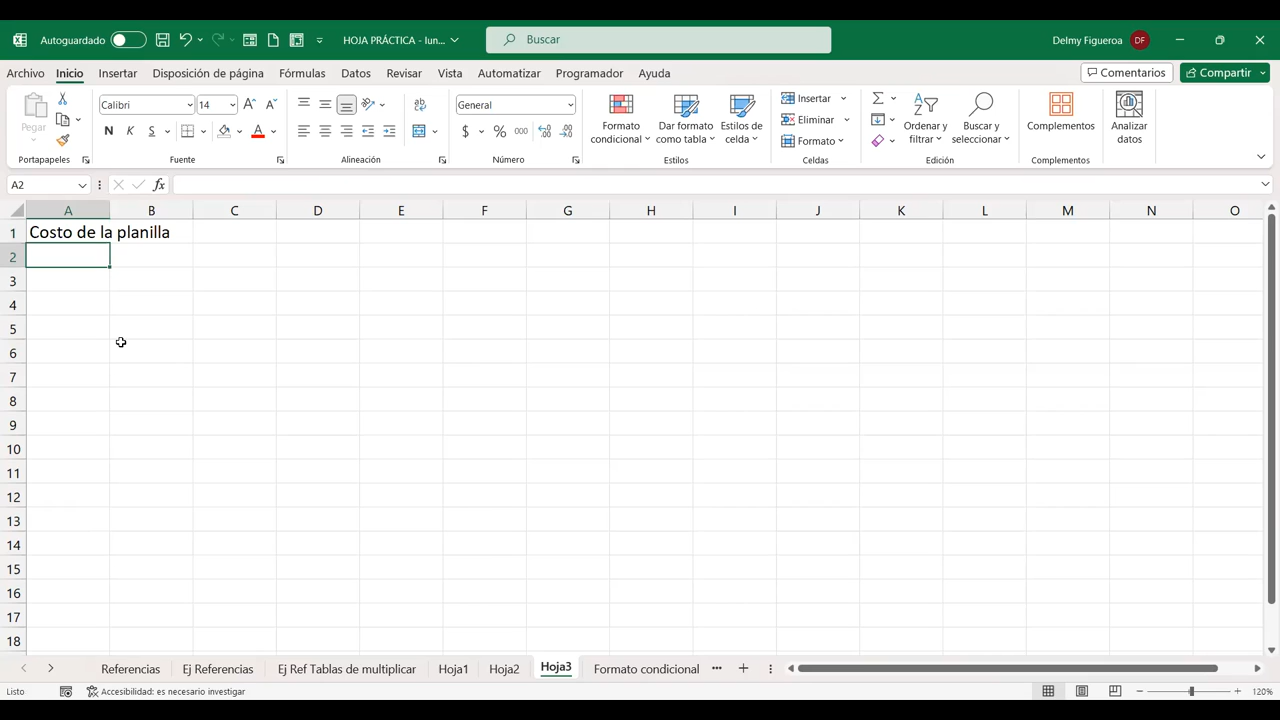 Autoguardado
HOJA PRÁCTICA - lun...
Buscar
Delmy Figueroa
DF
Archivo Inicio Insertar Disposición de página Fórmulas Datos Revisar Vista Automatizar Programador Ayuda
Comentarios
Compartir
Pegar
Portapapeles
Calibri
14
N K S
Fuente
Alineación
General
$ % 000
Número
Formato condicional
Dar formato como tabla
Estilos de celda
Estilos
Insertar
Eliminar
Formato
Celdas
Ordenar y filtrar
Buscar y seleccionar
Edición
Complementos
Complementos
Analizar datos
A2
fx
A B C D E F G H I J K L M N O
1 Costo de la planilla
2
3
4
5
6
7
8
9
10
11
12
13
14
15
16
17
18
Referencias Ej Referencias Ej Ref Tablas de multiplicar Hoja1 Hoja2 Hoja3 Formato condicional ...
Listo
Accesibilidad: es necesario investigar
120%